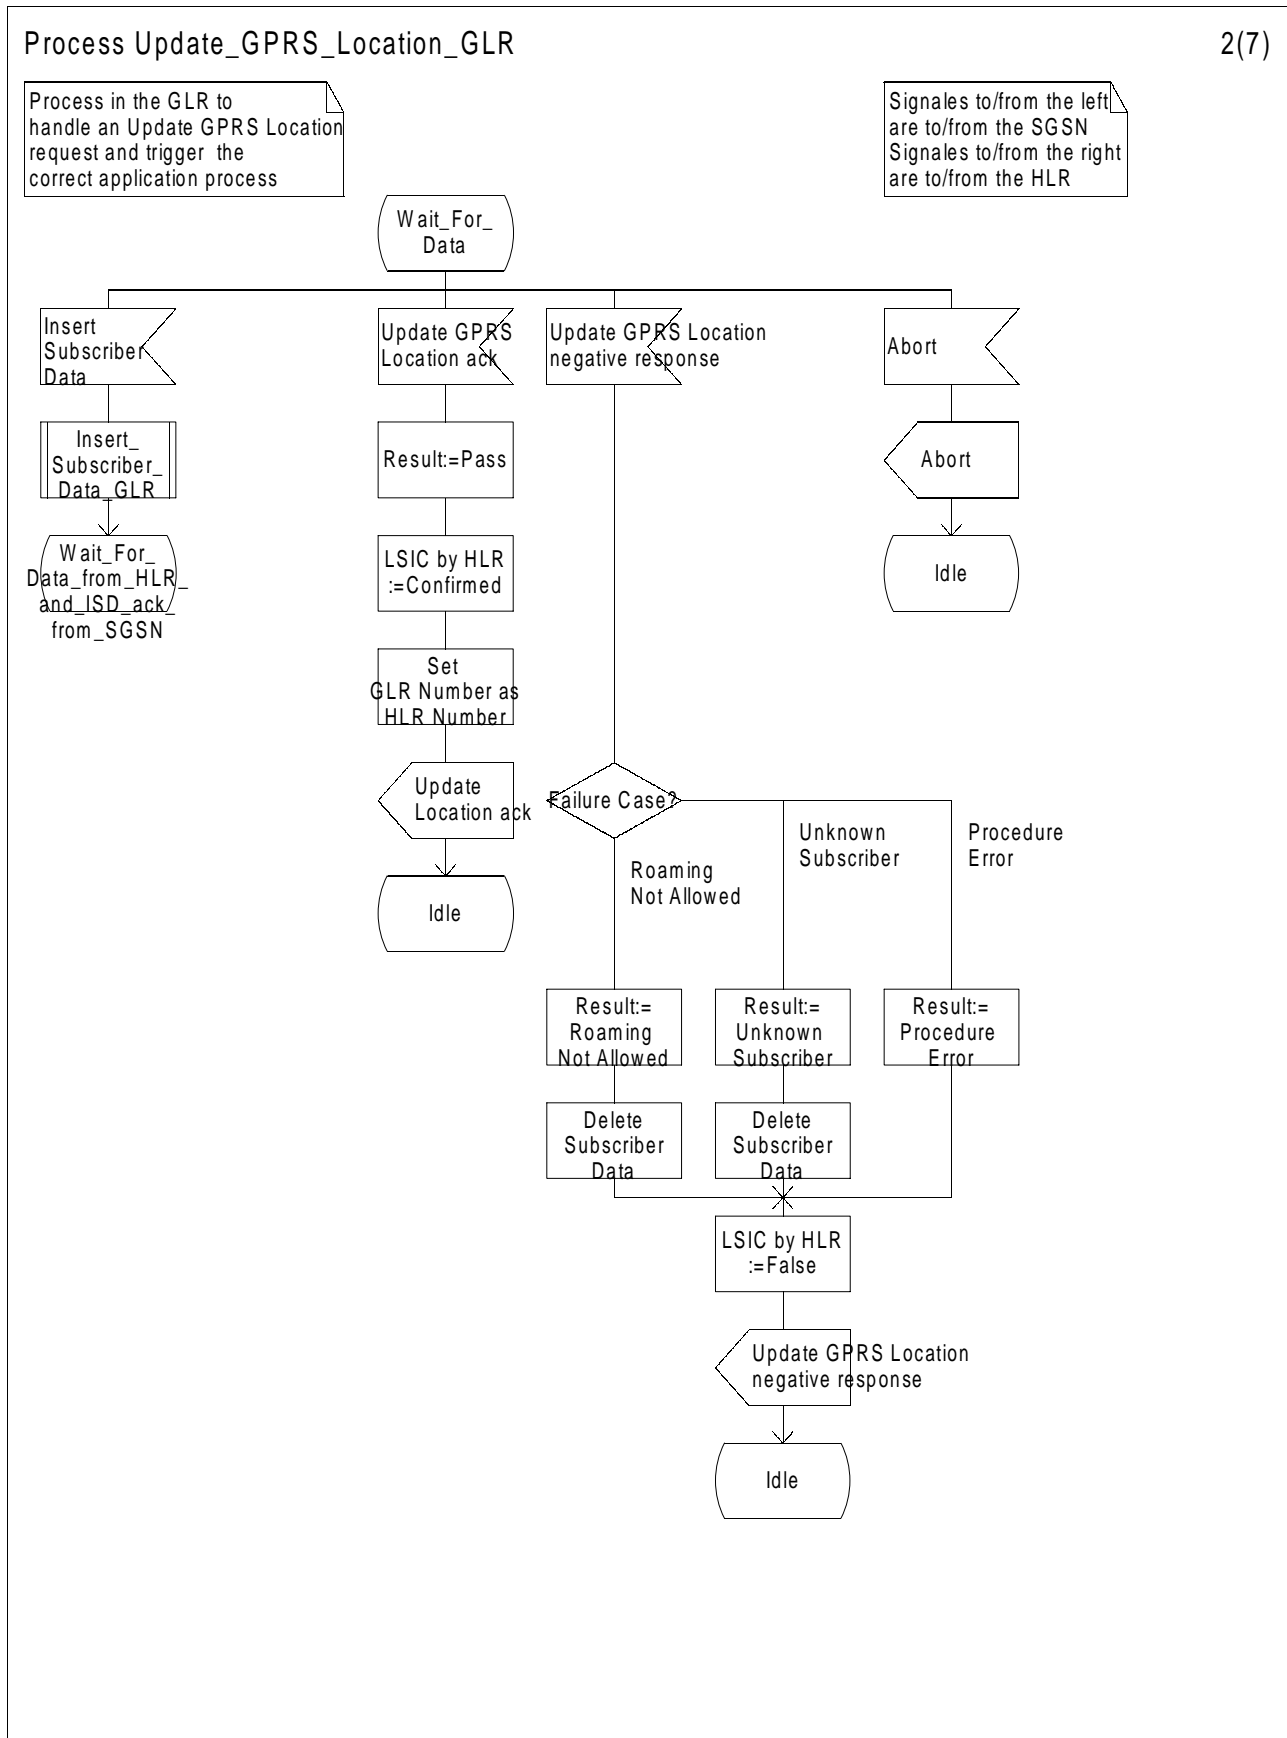 Process Update_GPRS_Location_GLR
2(7)
Process in the GLR to
handle an Update GPRS Location
request and trigger the
correct application process
Signales to/from the left
are to/from the SGSN
Signales to/from the right
are to/from the HLR
Wait_For_
Data
Insert
Subscriber
Data
Update GPRS
Location ack
Update GPRS Location
negative response
Abort
Insert_
Subscriber_
Data_GLR
Result:=Pass
Abort
Wait_For_
Data_from_HLR_
and_ISD_ack_
from_SGSN
LSIC by HLR
:=Confirmed
Idle
Set
GLR Number as
HLR Number
Update
Location ack
Failure Case?
Unknown
Subscriber
Procedure
Error
Roaming
Not Allowed
Idle
Result:=
Roaming
Not Allowed
Result:=
Unknown
Subscriber
Result:=
Procedure
Error
Delete
Subscriber
Data
Delete
Subscriber
Data
LSIC by HLR
:=False
Update GPRS Location
negative response
Idle